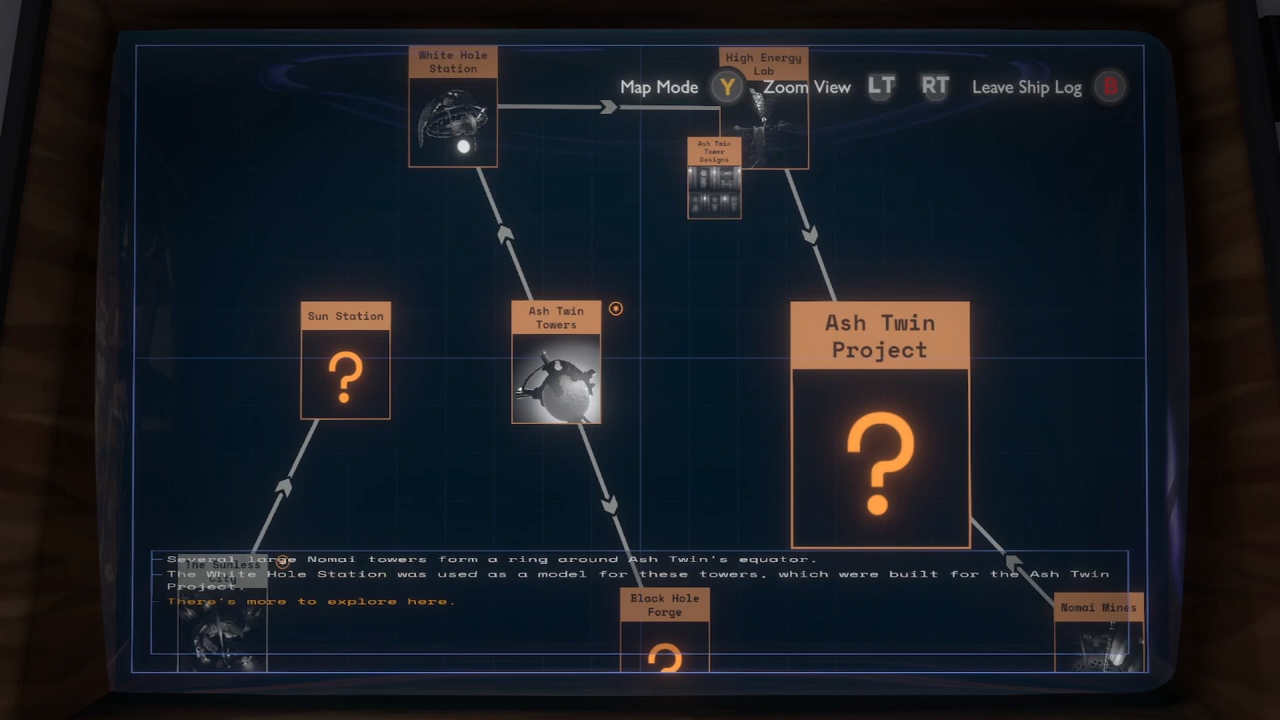 White Hole
Station
High Energy
Lab
Map Mode Y Zoom View LT RT Leave Ship Log B
Ash Twin
Tower
Designs
Sun Station
?
Ash Twin
Towers
Ash Twin
Project
?
Several large Nomai towers form a ring around Ash Twin's equator.
The Sunless
City
The White Hole Station was used as a model for these towers, which were built for the Ash Twin
Project.
There's more to explore here.
Black Hole
Forge
?
Nomai Mines